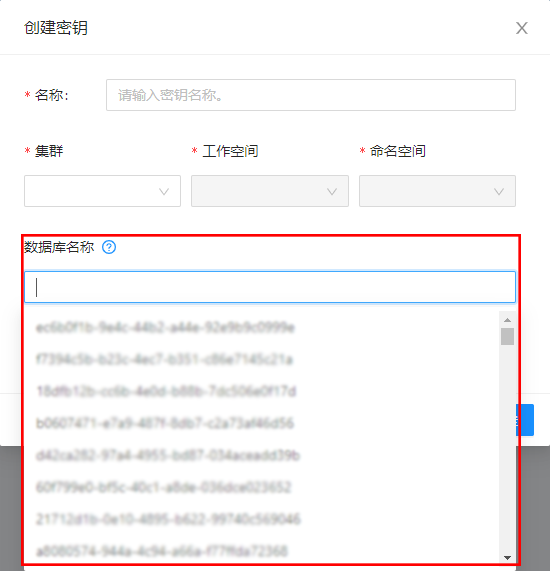 创建密钥
* 名称：
请输入密钥名称。
* 集群 * 工作空间 * 命名空间
数据库名称
ec6b0f1b-9e4c-44b2-a44e-92e9b9c0999e
f7394c5b-b23c-4ec7-b351-c86e7145c21a
18dfb12b-cc6b-4e0d-b88b-7dc506e0f17d
b0607471-e7a9-487f-8db7-c2a73af46d56
d42ca282-97a4-4955-bd87-034aceadd39b
60f799e0-bf5c-40c1-a8de-036dce023652
21712d1b-0e10-4895-b622-99740c569046
a8080574-944a-4c94-a66a-f77ffda72368